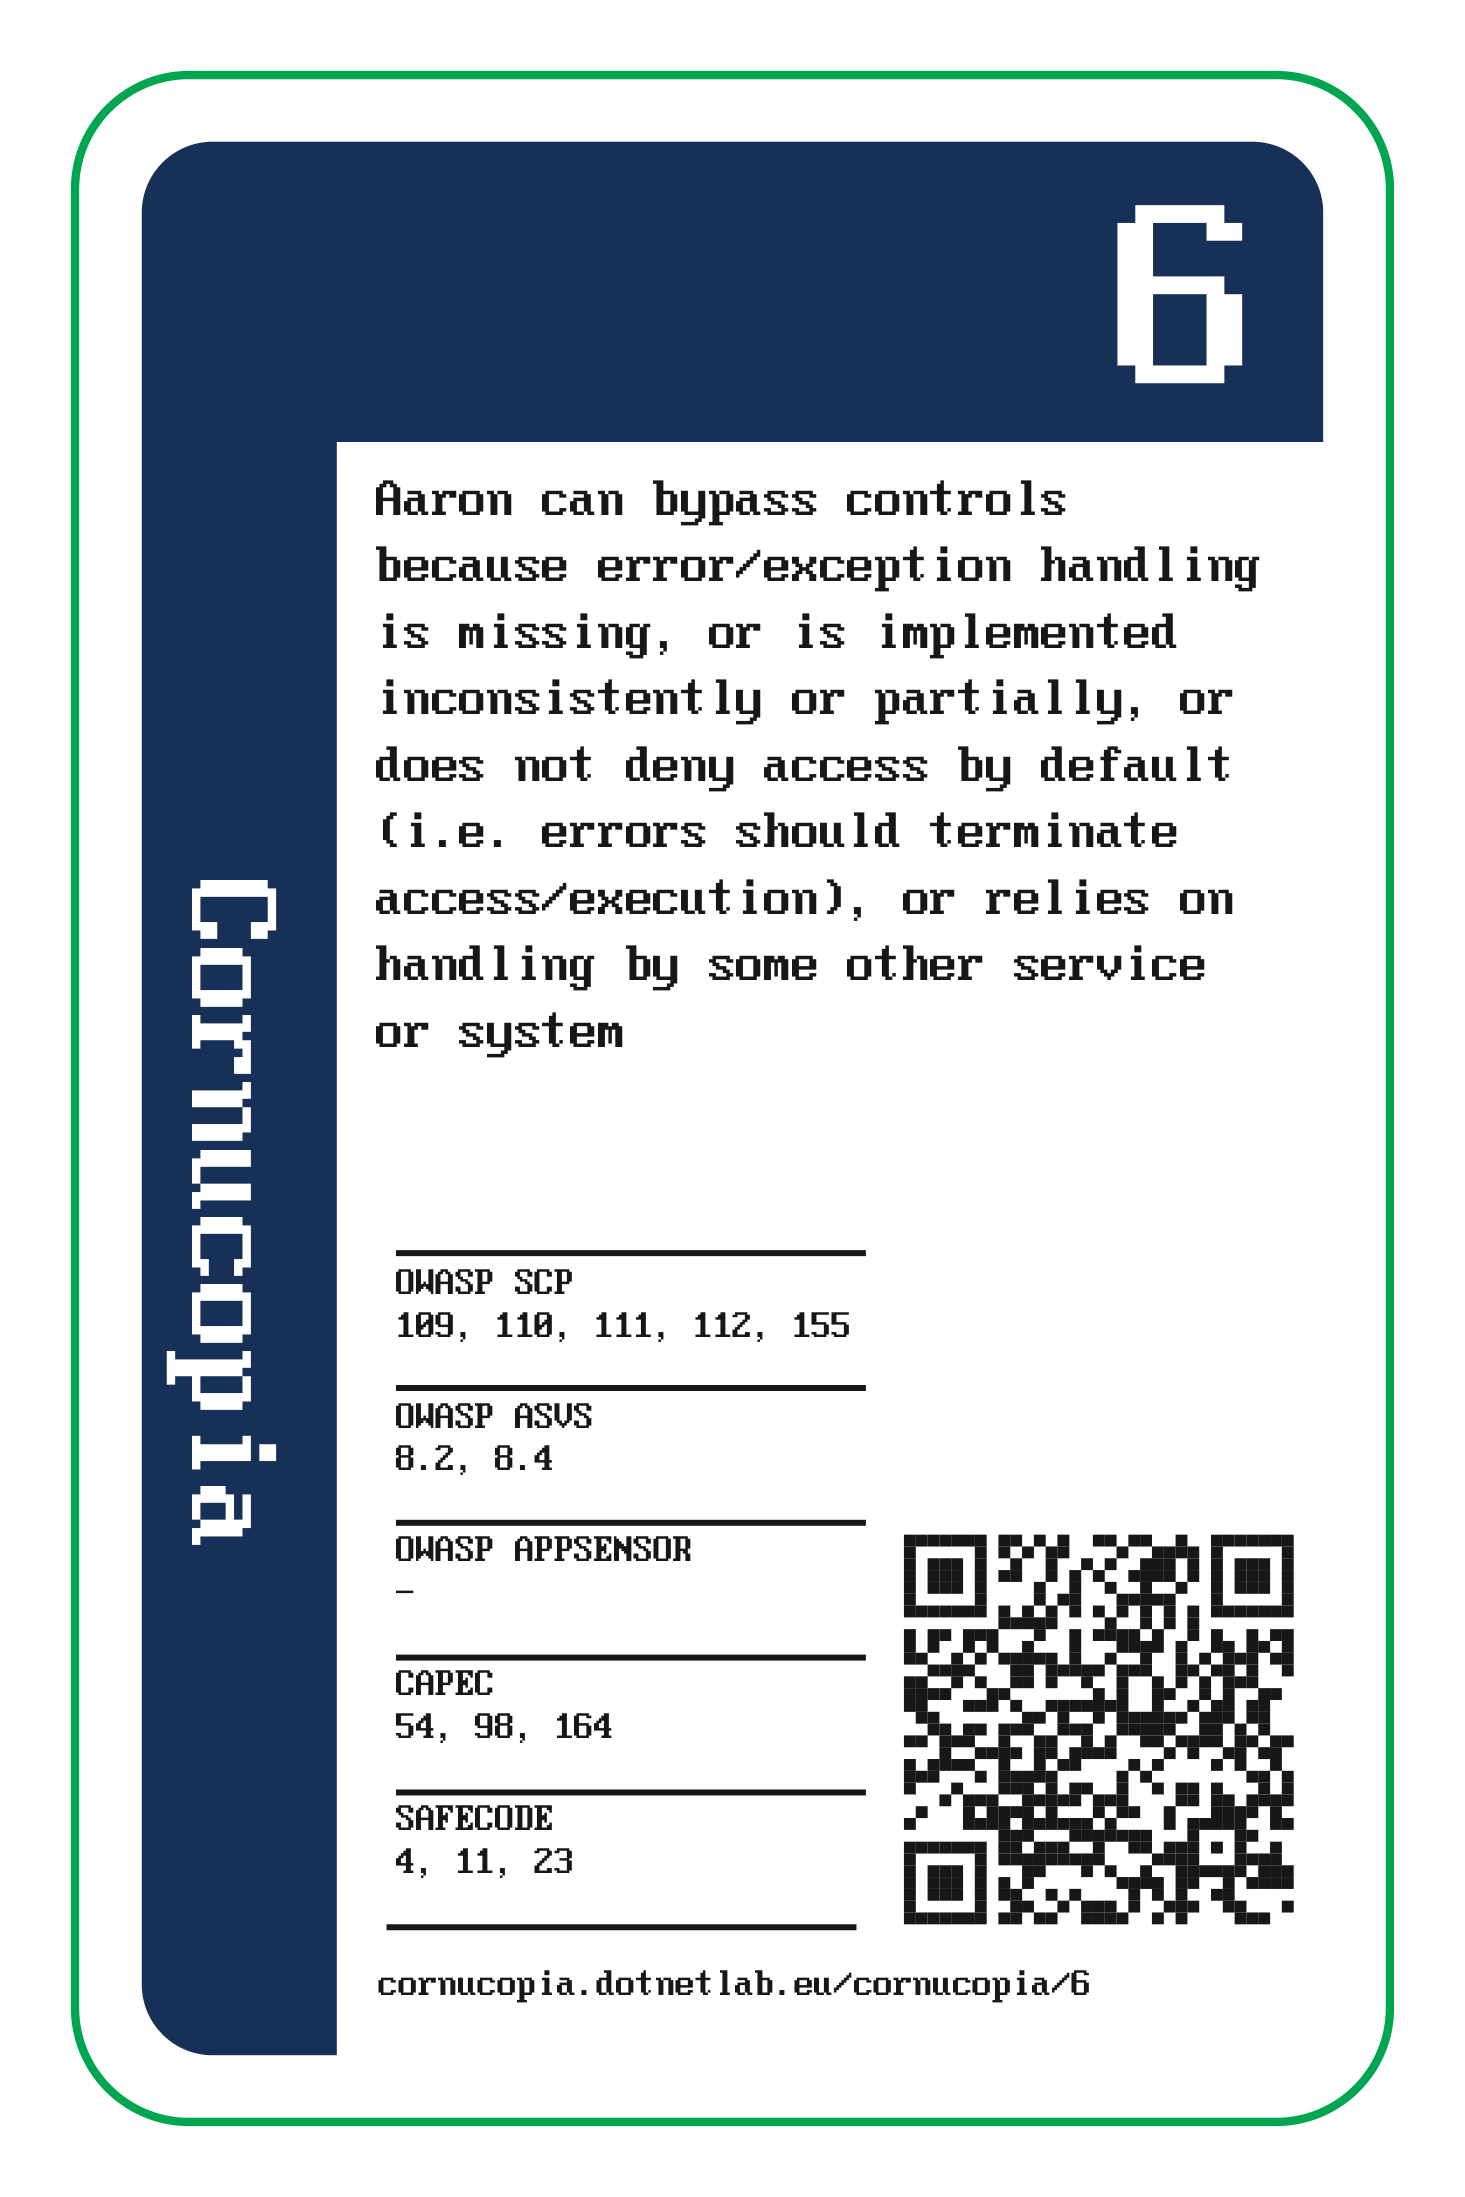 6
Aaron can bypass controls
because error/exception handling
is missing, or is implemented
inconsistently or partially, or
does not deny access by default
(i.e. errors should terminate
access/execution), or relies on
handling by some other service
or system
Cornucopia
OWASP SCP
109, 110, 111, 112, 155
OWASP ASVS
8.2, 8.4
OWASP APPSENSOR
–
CAPEC
54, 98, 164
SAFECODE
4, 11, 23
cornucopia.dotnetlab.eu/cornucopia/6